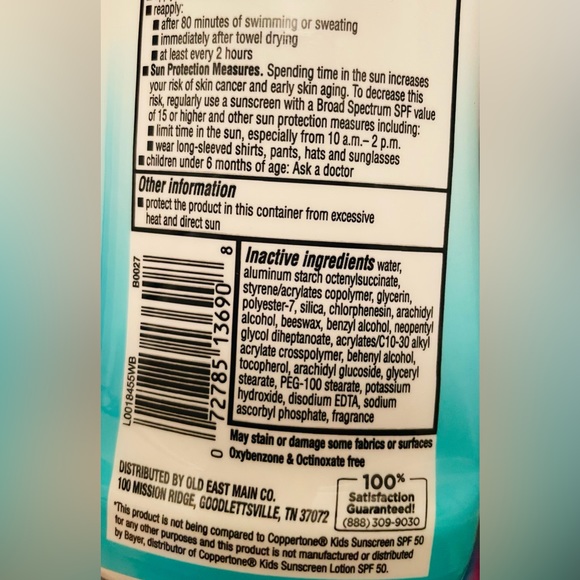 ■ reapply:
■ after 80 minutes of swimming or sweating
■ immediately after towel drying
■ at least every 2 hours
■ Sun Protection Measures. Spending time in the sun increases
your risk of skin cancer and early skin aging. To decrease this
risk, regularly use a sunscreen with a Broad Spectrum SPF value
of 15 or higher and other sun protection measures including:
■ limit time in the sun, especially from 10 a.m.– 2 p.m.
■ wear long-sleeved shirts, pants, hats and sunglasses
■ children under 6 months of age: Ask a doctor
Other information
■ protect the product in this container from excessive
heat and direct sun
B0027
L0018455WB
0 72785 13690 8
Inactive ingredients water,
aluminum starch octenylsuccinate,
styrene/acrylates copolymer, glycerin,
polyester-7, silica, chlorphenesin, arachidyl
alcohol, beeswax, benzyl alcohol, neopentyl
glycol diheptanoate, acrylates/C10-30 alkyl
acrylate crosspolymer, behenyl alcohol,
tocopherol, arachidyl glucoside, glyceryl
stearate, PEG-100 stearate, potassium
hydroxide, disodium EDTA, sodium
ascorbyl phosphate, fragrance
May stain or damage some fabrics or surfaces
Oxybenzone & Octinoxate free
DISTRIBUTED BY OLD EAST MAIN CO.
100 MISSION RIDGE, GOODLETTSVILLE, TN 37072
100%
Satisfaction
Guaranteed!
(888) 309-9030
*This product is not being compared to Coppertone® Kids Sunscreen SPF 50
for any other purposes and this product is not manufactured or distributed
by Bayer, distributor of Coppertone® Kids Sunscreen Lotion SPF 50.